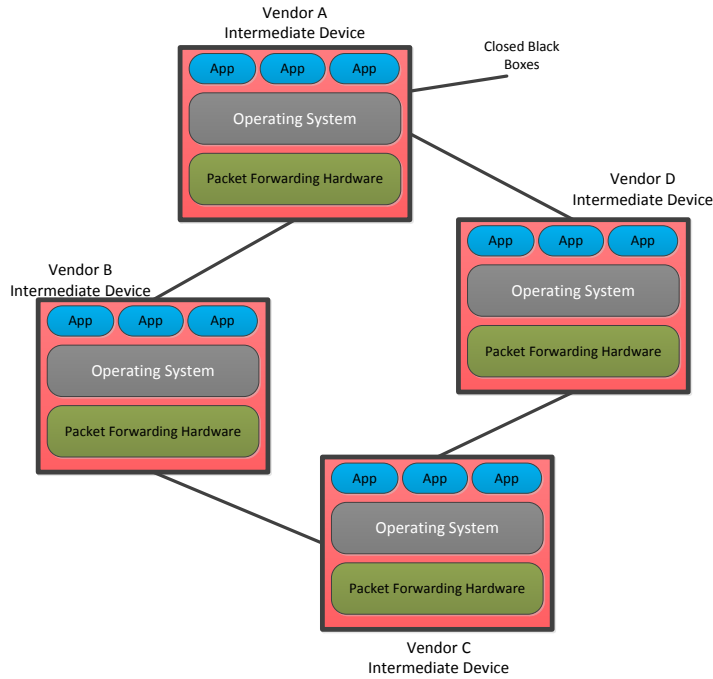 Vendor A
Intermediate Device
Closed Black
Boxes
App App App
Operating System
Packet Forwarding Hardware
Vendor D
Intermediate Device
App App App
Operating System
Packet Forwarding Hardware
Vendor B
Intermediate Device
App App App
Operating System
Packet Forwarding Hardware
App App App
Operating System
Packet Forwarding Hardware
Vendor C
Intermediate Device